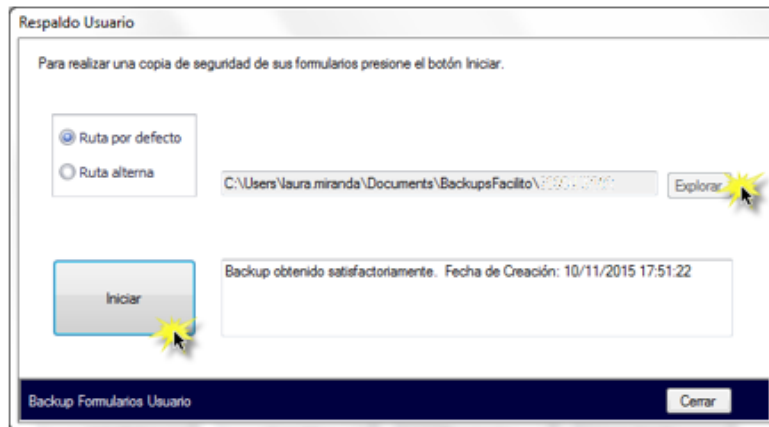 Respaldo Usuario
Para realizar una copia de seguridad de sus formularios presione el botón Iniciar.
Ruta por defecto
Ruta alterna
C:\Users\laura.miranda\Documents\BackupsFacilito\
Explorar
Iniciar
Backup obtenido satisfactoriamente. Fecha de Creación: 10/11/2015 17:51:22
Backup Formularios Usuario
Cerrar